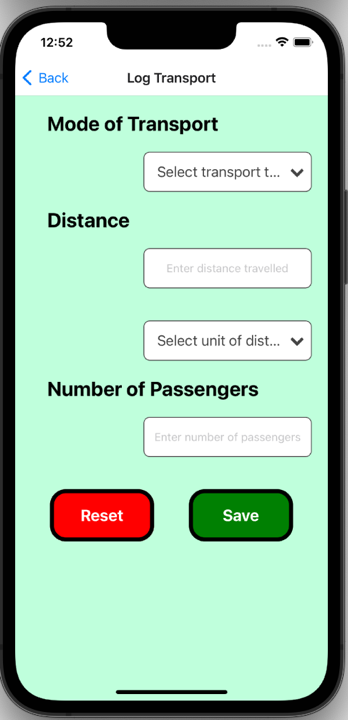 12:52
Back
Log Transport
Mode of Transport
Select transport t...
Distance
Enter distance travelled
Select unit of dist...
Number of Passengers
Enter number of passengers
Reset
Save